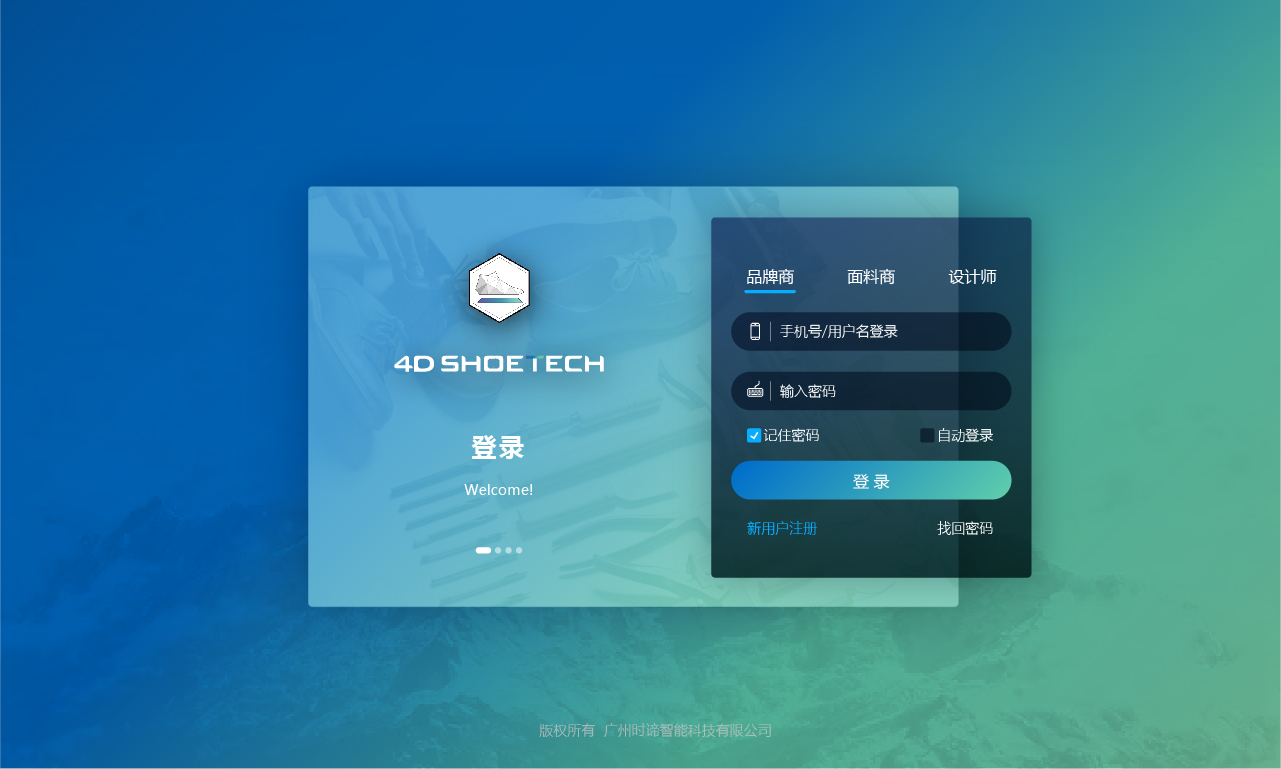 4D SHOETECH
登录
Welcome!
品牌商 面料商 设计师
手机号/用户名登录
输入密码
记住密码 自动登录
登 录
新用户注册 找回密码
版权所有 广州时谛智能科技有限公司